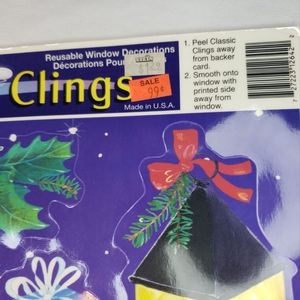 Reusable Window Decorations
Décorations Pour
Clings
SALE
99¢
Made in U.S.A.
1. Peel Classic
Clings away
from backer
card.
2. Smooth onto
window with
printed side
away from
window.